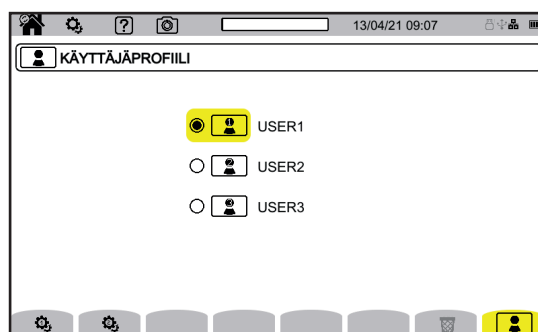 13/04/21 09:07
KÄYTTÄJÄPROFIILI
USER1
USER2
USER3